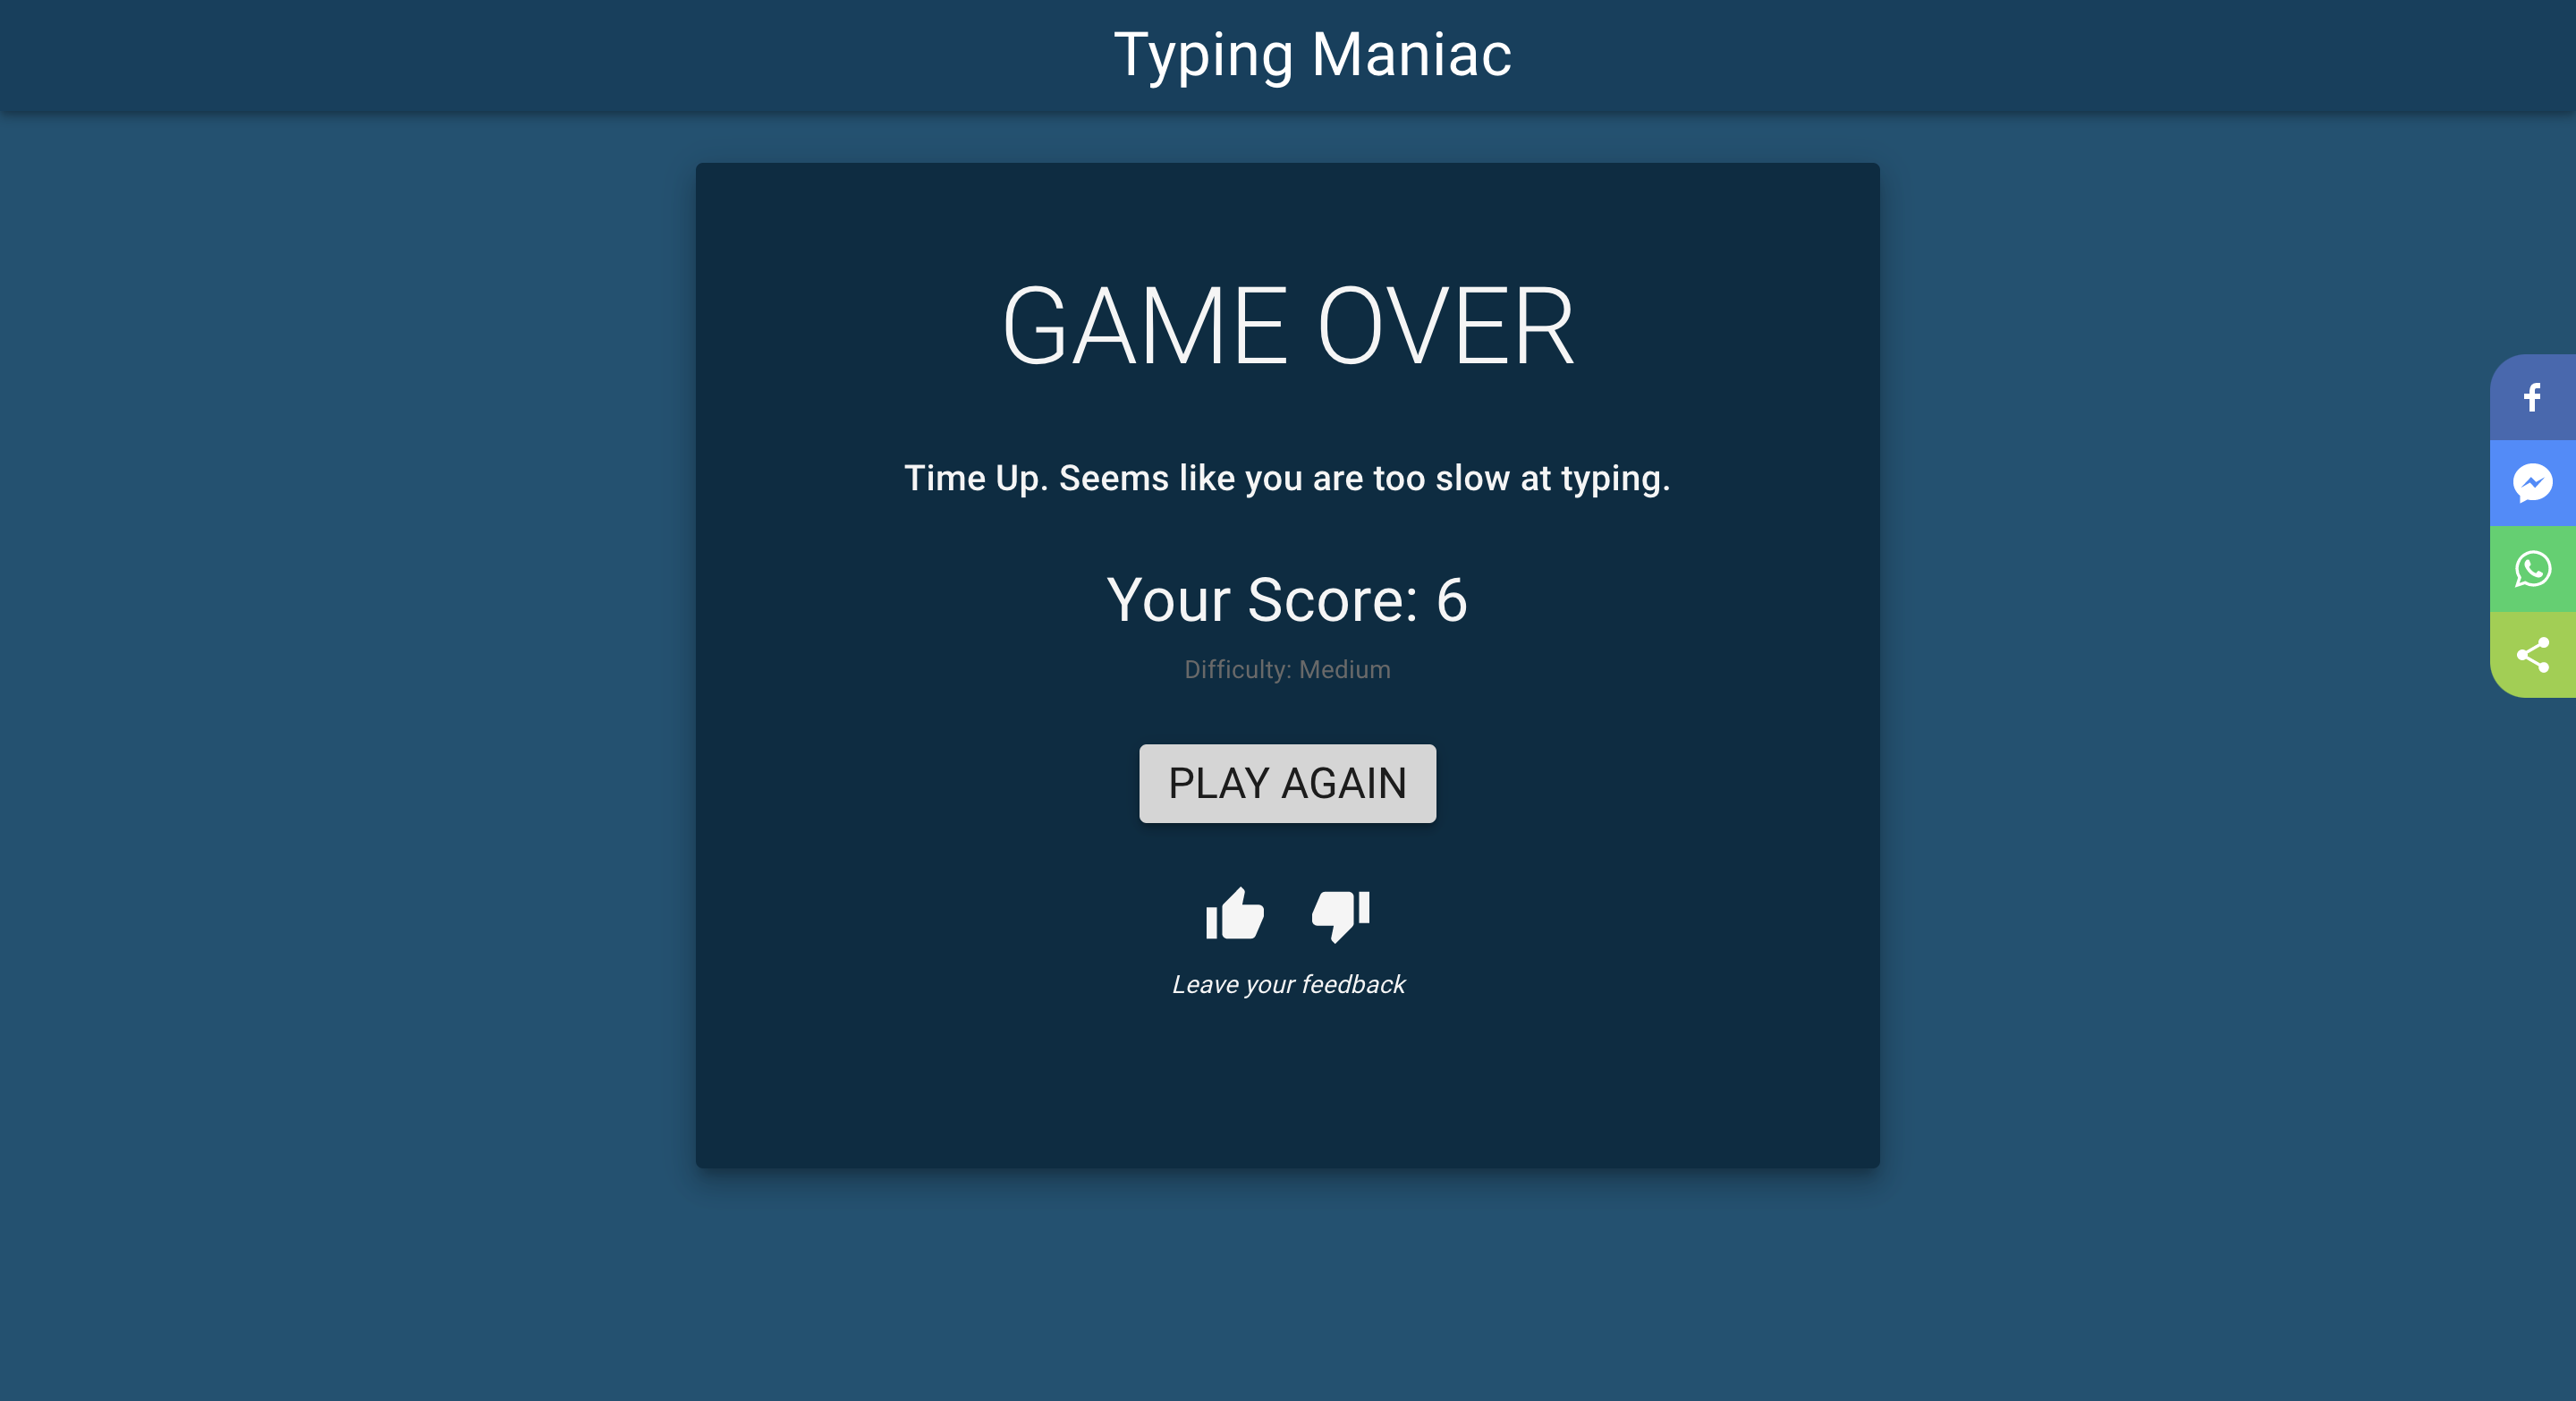 Typing Maniac
GAME OVER
Time Up. Seems like you are too slow at typing.
Your Score: 6
Difficulty: Medium
PLAY AGAIN
Leave your feedback